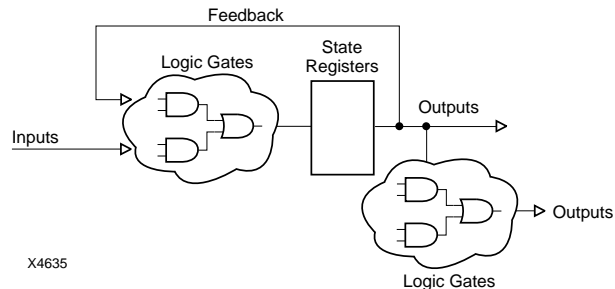 Feedback
Logic Gates
State
Registers
Outputs
Inputs
Outputs
X4635
Logic Gates